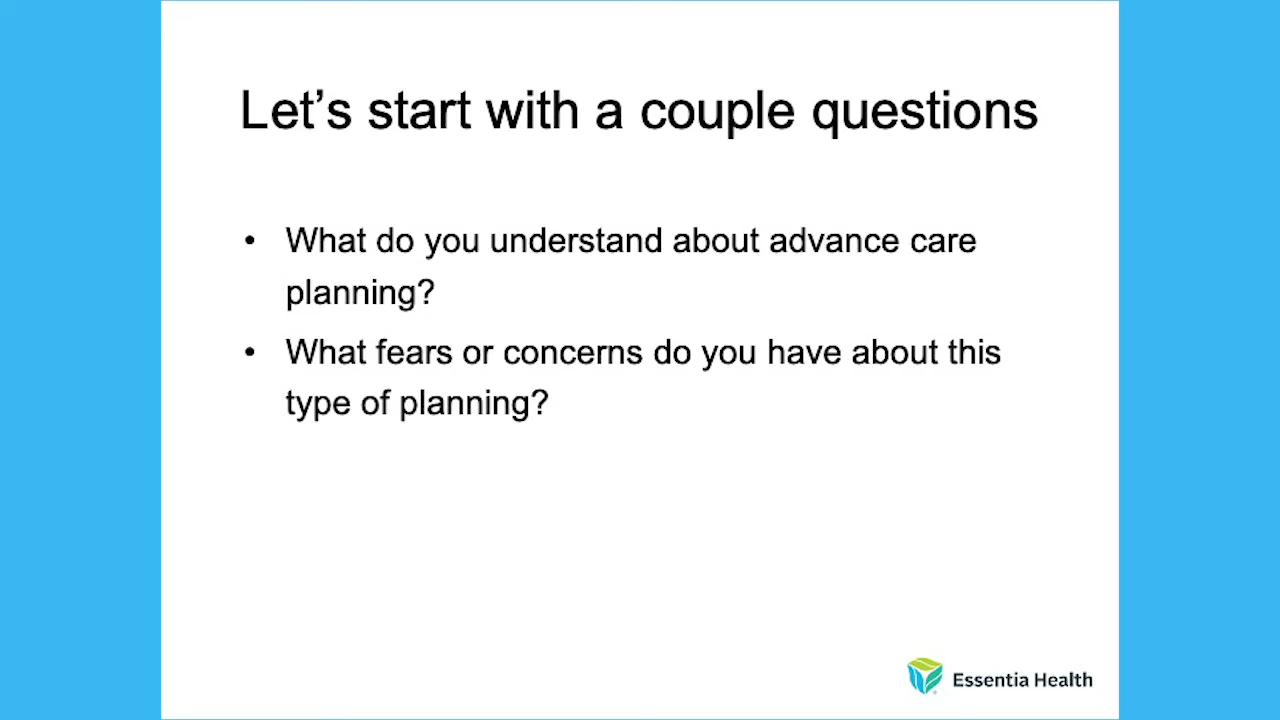 Let’s start with a couple questions
• What do you understand about advance care
planning?
• What fears or concerns do you have about this
type of planning?
Essentia Health